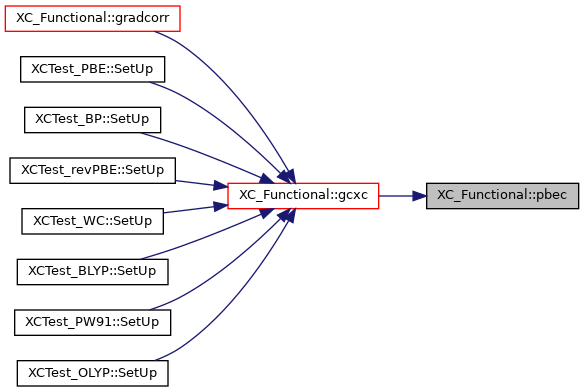 XC_Functional::gradcorr
XCTest_PBE::SetUp
XCTest_BP::SetUp
XCTest_revPBE::SetUp
XC_Functional::gcxc
XC_Functional::pbec
XCTest_WC::SetUp
XCTest_BLYP::SetUp
XCTest_PW91::SetUp
XCTest_OLYP::SetUp